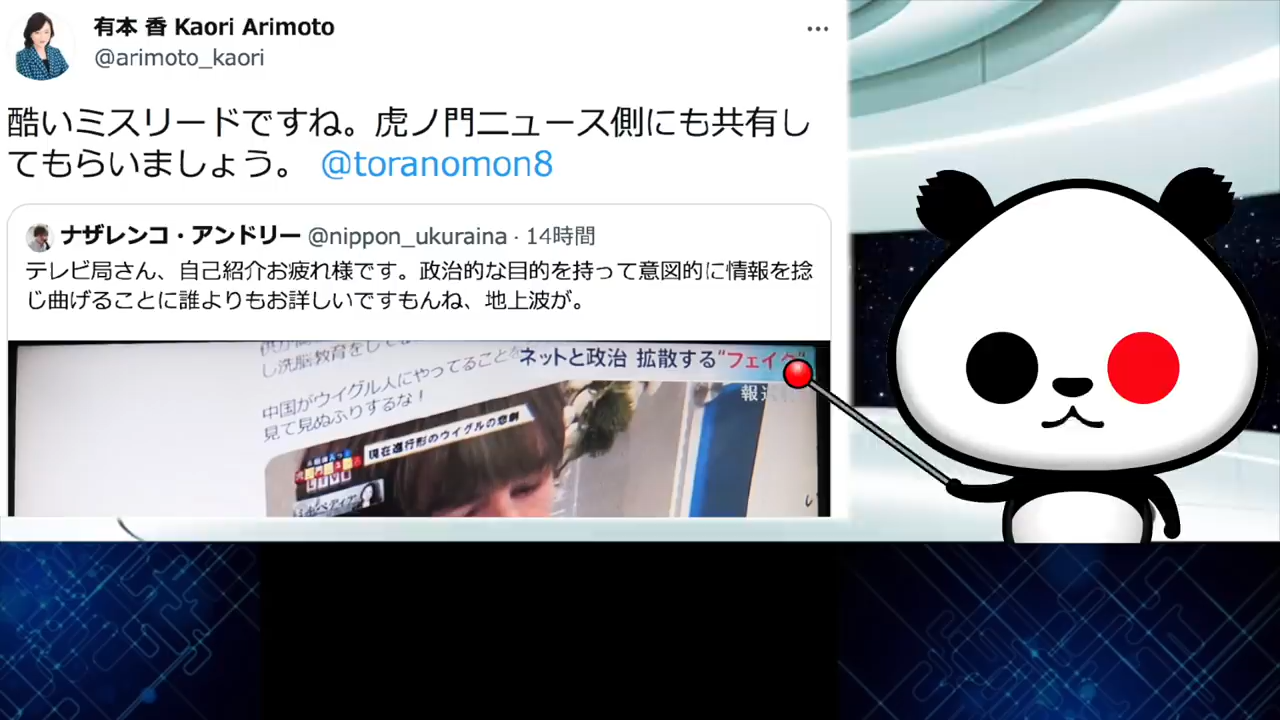 有本 香 Kaori Arimoto
@arimoto_kaori
酷いミスリードですね。虎ノ門ニュース側にも共有し
てもらいましょう。 @toranomon8
ナザレンコ・アンドリー @nippon_ukuraina · 14時間
テレビ局さん、自己紹介お疲れ様です。政治的な目的を持って意図的に情報を捻
じ曲げることに誰よりもお詳しいですもんね、地上波が。
ネットと政治 拡散する"フェイク"
し洗脳教育をして
中国がウイグル人にやってることを
見て見ぬふりするな！
現在進行形のウイグルの悲劇
LIVE